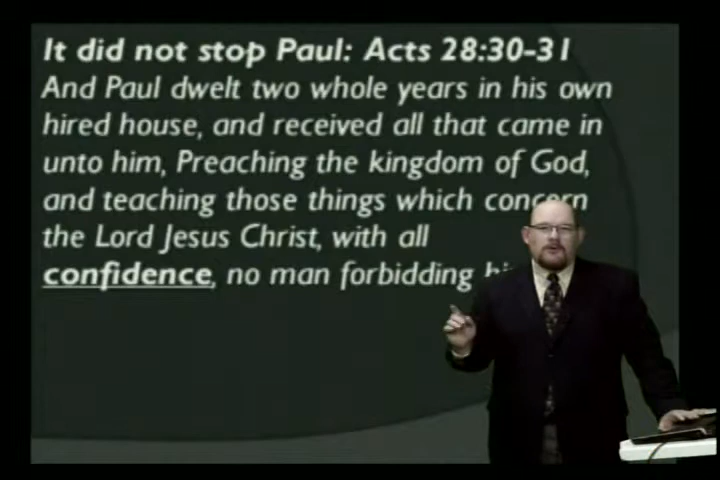 It did not stop Paul: Acts 28:30-31
And Paul dwelt two whole years in his own
hired house, and received all that came in
unto him, Preaching the kingdom of God,
and teaching those things which concern
the Lord Jesus Christ, with all
confidence, no man forbidding